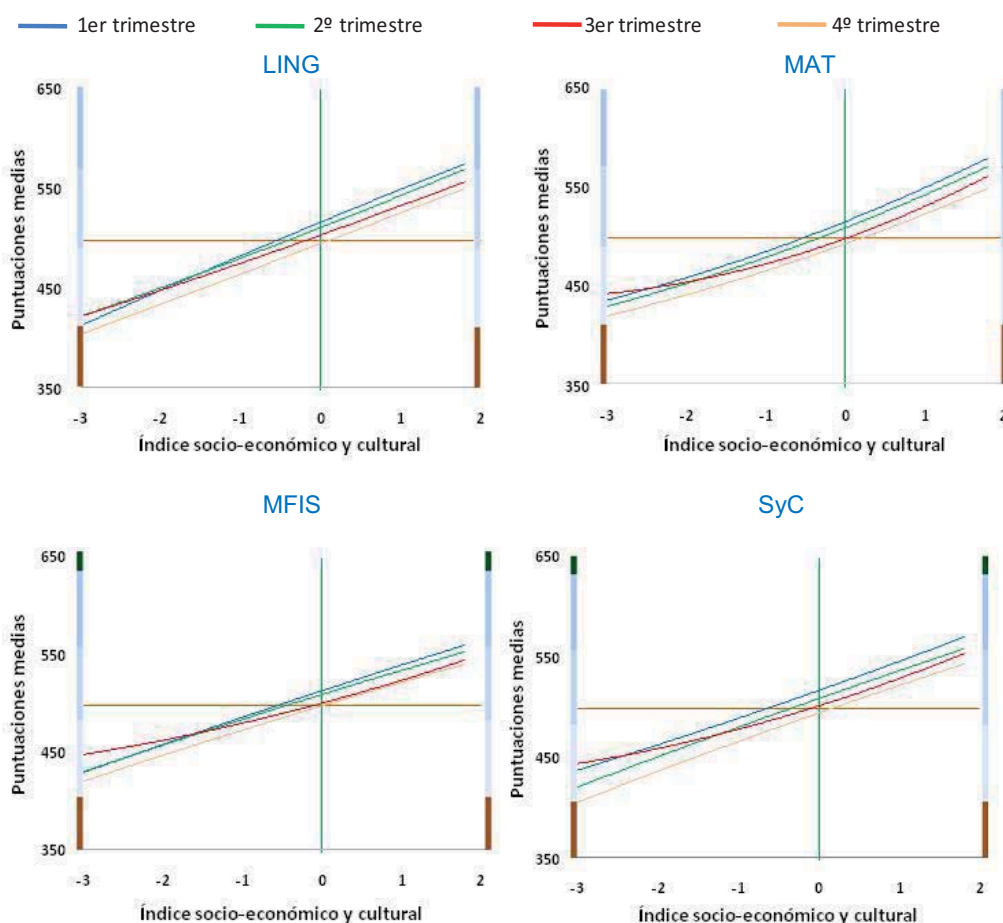 1er trimestre 2º trimestre 3er trimestre 4º trimestre
LING
MAT
Puntuaciones medias
650
550
450
350
-3 -2 -1 0 1 2
Índice socio-económico y cultural
Puntuaciones medias
650
550
450
350
-3 -2 -1 0 1 2
Índice socio-económico y cultural
MFIS
SyC
Puntuaciones medias
650
550
450
350
-3 -2 -1 0 1 2
Índice socio-económico y cultural
Puntuaciones medias
650
550
450
350
-3 -2 -1 0 1 2
Índice socio-económico y cultural